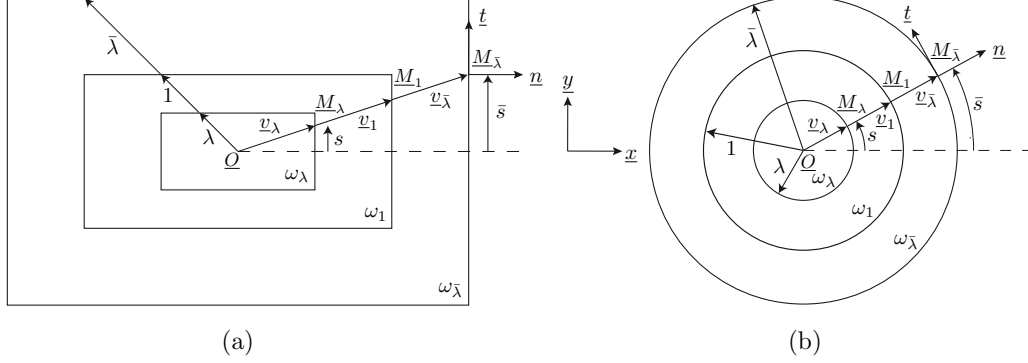 t
λ̄
M_λ̄
n
1
M_1
v_λ̄
s̄
λ
M_λ
v_λ
v_1
s
O
ω_λ
ω_1
ω_λ̄
(a)
y
x
t
λ̄
M_λ̄
n
M_1
v_λ̄
s̄
M_λ
v_λ
v_1
s
1
O
λ
ω_λ
ω_1
ω_λ̄
(b)